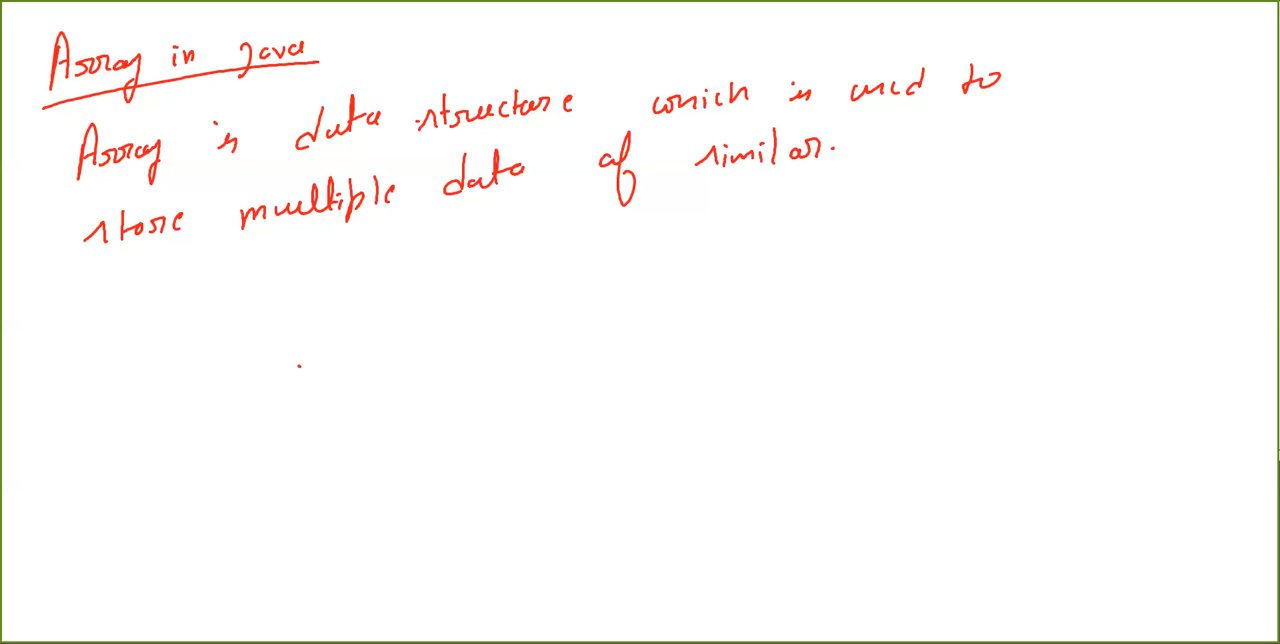 Array in Java
Array is data structure which is used to
store multiple data of similar.